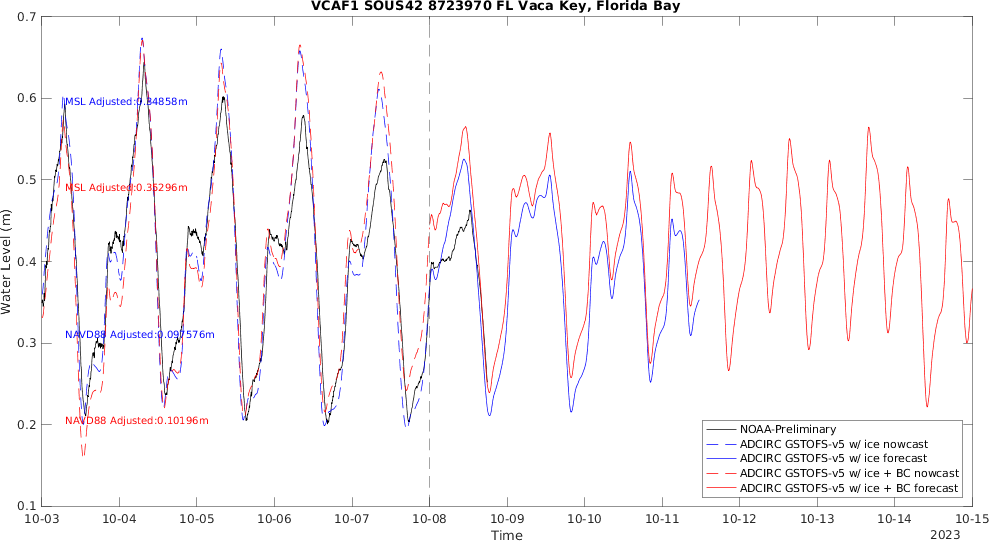 VCAF1 SOUS42 8723970 FL Vaca Key, Florida Bay
Water Level (m)
0.7
0.6
0.5
0.4
0.3
0.2
0.1
MSL Adjusted:0.34858m
MSL Adjusted:0.35296m
NAVD88 Adjusted:0.097576m
NAVD88 Adjusted:0.10196m
NOAA-Preliminary
ADCIRC GSTOFS-v5 w/ ice nowcast
ADCIRC GSTOFS-v5 w/ ice forecast
ADCIRC GSTOFS-v5 w/ ice + BC nowcast
ADCIRC GSTOFS-v5 w/ ice + BC forecast
10-03 10-04 10-05 10-06 10-07 10-08 10-09 10-10 10-11 10-12 10-13 10-14 10-15
Time
2023